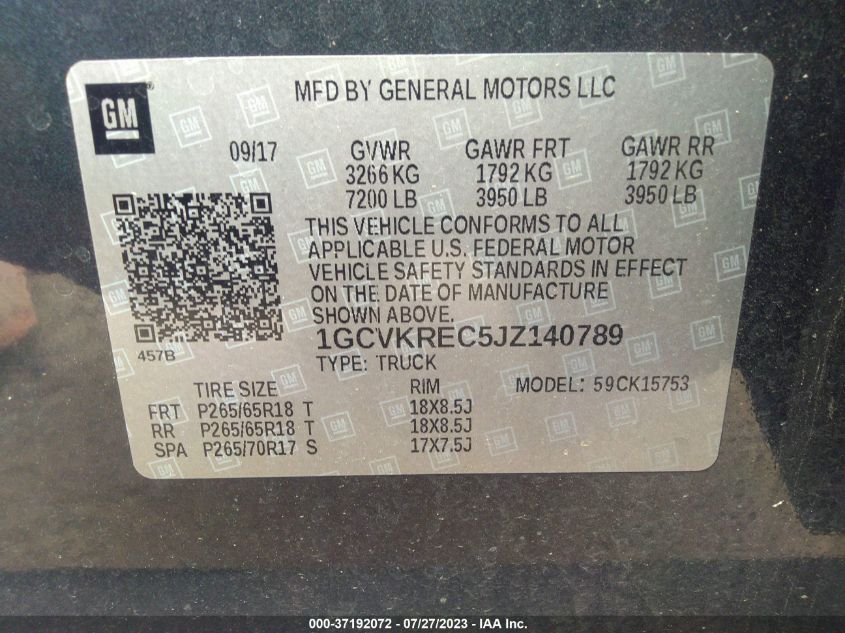 GM
MFD BY GENERAL MOTORS LLC
09/17 GVWR GAWR FRT GAWR RR
3266 KG 1792 KG 1792 KG
7200 LB 3950 LB 3950 LB
THIS VEHICLE CONFORMS TO ALL
APPLICABLE U.S. FEDERAL MOTOR
VEHICLE SAFETY STANDARDS IN EFFECT
ON THE DATE OF MANUFACTURE
SHOWN ABOVE.
1GCVKREC5JZ140789
457B
TYPE: TRUCK
TIRE SIZE RIM MODEL: 59CK15753
FRT P265/65R18 T 18X8.5J
RR P265/65R18 T 18X8.5J
SPA P265/70R17 S 17X7.5J
000-37192072 / 07/27/2023 / Copyright IAA, Inc.